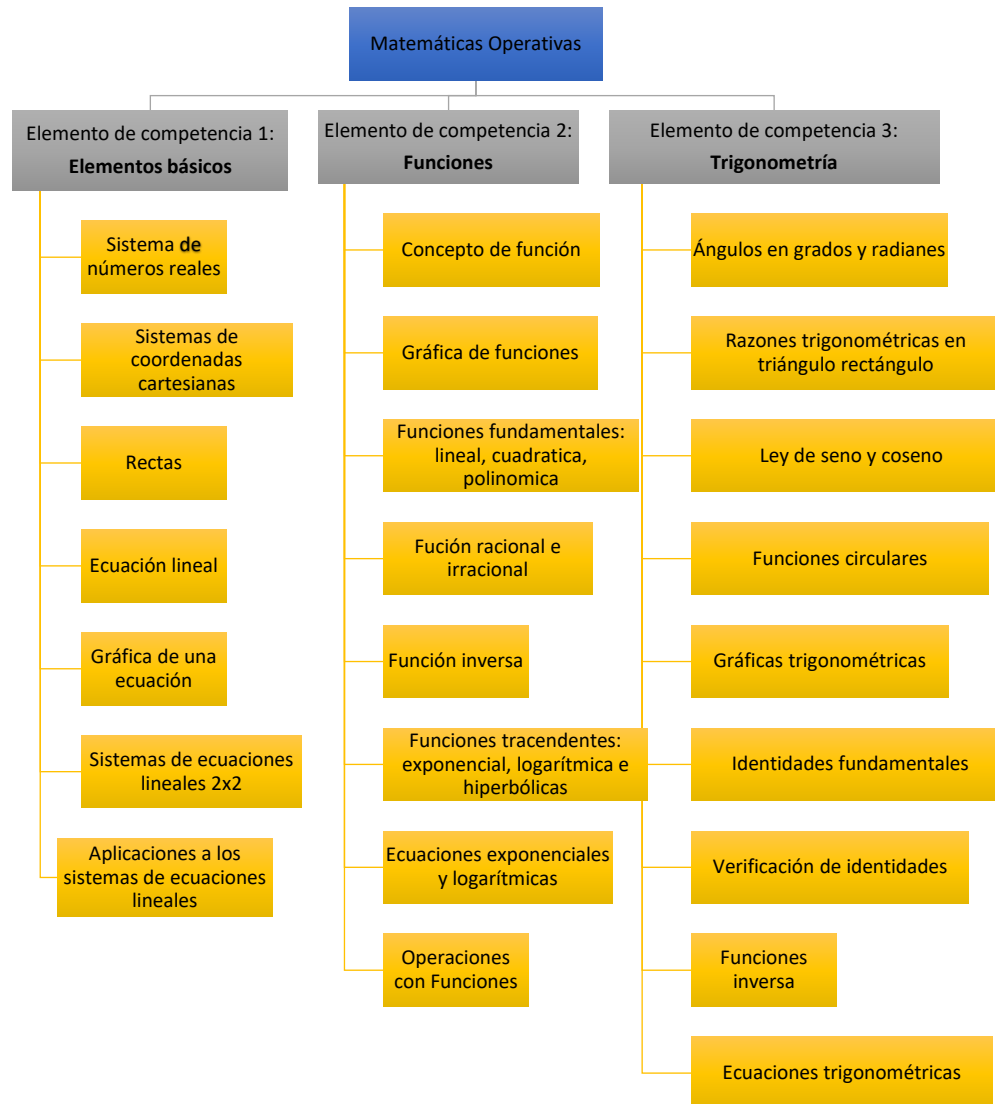 Matemáticas Operativas
Elemento de competencia 1:
Elementos básicos
Sistema de
números reales
Sistemas de
coordenadas
cartesianas
Rectas
Ecuación lineal
Gráfica de una
ecuación
Sistemas de ecuaciones
lineales 2x2
Aplicaciones a los
sistemas de ecuaciones
lineales
Elemento de competencia 2:
Funciones
Concepto de función
Gráfica de funciones
Funciones fundamentales:
lineal, cuadratica,
polinomica
Fución racional e
irracional
Función inversa
Funciones tracendentes:
exponencial, logarítmica e
hiperbólicas
Ecuaciones exponenciales
y logarítmicas
Operaciones
con Funciones
Elemento de competencia 3:
Trigonometría
Ángulos en grados y radianes
Razones trigonométricas en
triángulo rectángulo
Ley de seno y coseno
Funciones circulares
Gráficas trigonométricas
Identidades fundamentales
Verificación de identidades
Funciones
inversa
Ecuaciones trigonométricas